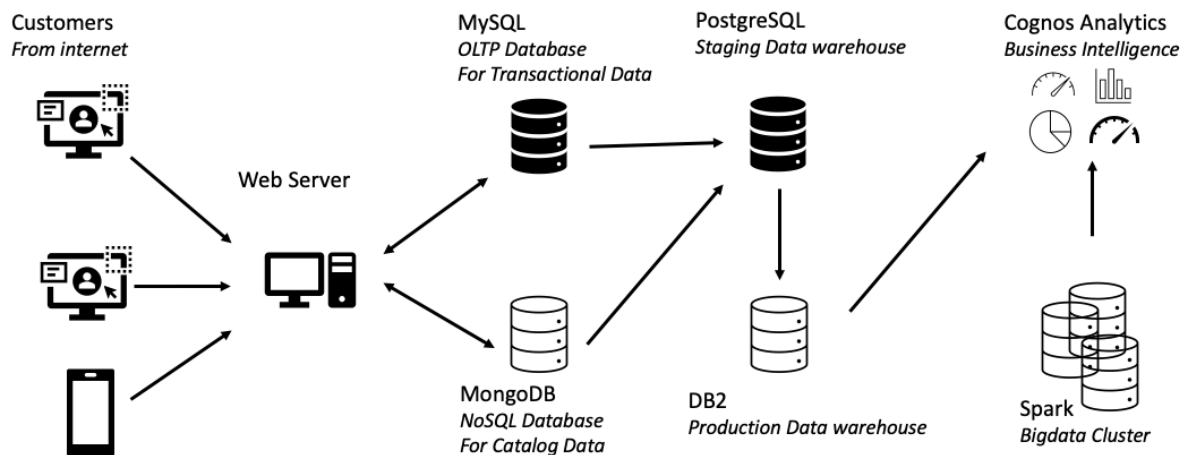 Customers
From internet
Web Server
MySQL
OLTP Database
For Transactional Data
MongoDB
NoSQL Database
For Catalog Data
PostgreSQL
Staging Data warehouse
DB2
Production Data warehouse
Cognos Analytics
Business Intelligence
Spark
Bigdata Cluster